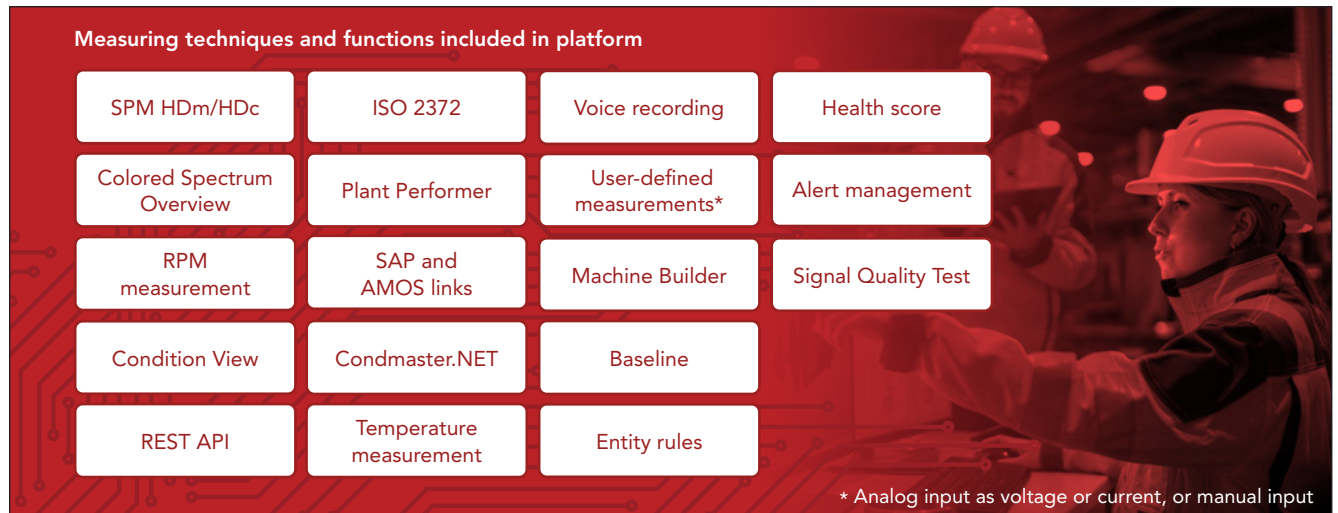 Measuring techniques and functions included in platform
SPM HDm/HDc
ISO 2372
Voice recording
Health score
Colored Spectrum
Overview
Plant Performer
User-defined
measurements*
Alert management
RPM
measurement
SAP and
AMOS links
Machine Builder
Signal Quality Test
Condition View
Condmaster.NET
Baseline
REST API
Temperature
measurement
Entity rules
* Analog input as voltage or current, or manual input